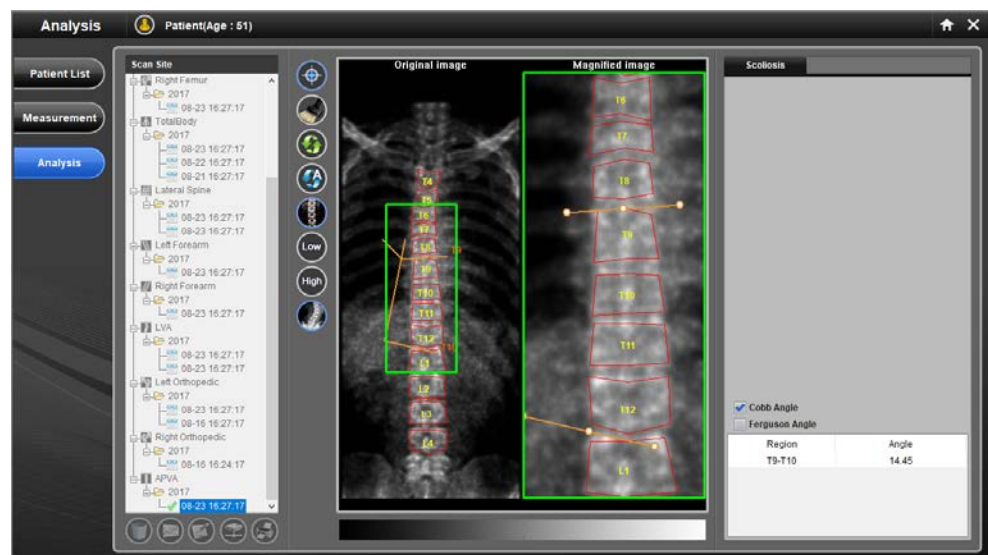 Analysis
Patient(Age : 51)
Patient List
Measurement
Analysis
Scan Site
Right Femur
2017
08-23 16:27:17
TotalBody
2017
08-23 16:27:17
08-22 16:27:17
08-21 16:27:17
Lateral Spine
2017
08-23 16:27:17
08-23 16:27:17
Left Forearm
2017
08-23 16:27:17
Right Forearm
2017
08-23 16:27:17
LVA
2017
08-23 16:27:17
08-23 16:27:17
Left Orthopedic
2017
08-23 16:27:17
08-16 16:27:17
Right Orthopedic
2017
08-16 16:24:17
APVA
2017
08-23 16:27:17
Low
High
Original image
T4
T5
T6
T7
T8
T9
T9
T10
T11
T12
L1
L2
L3
L4
Magnified image
T6
T7
T8
T9
T10
T11
T12
L1
Scoliosis
Cobb Angle
Ferguson Angle
Region Angle
T9-T10 14.45